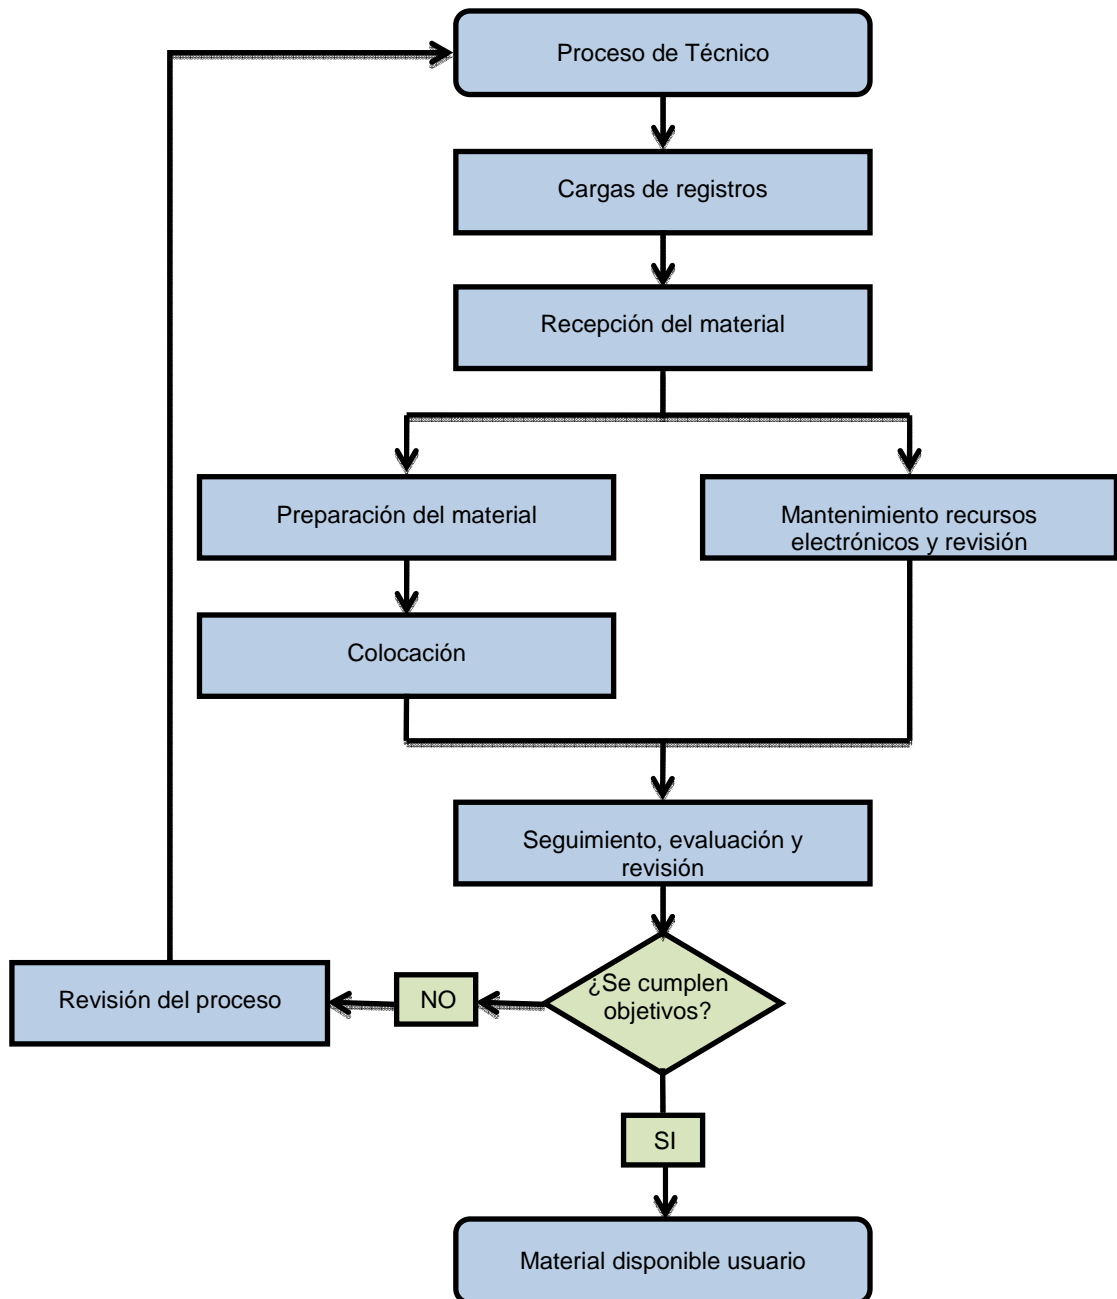 Proceso de Técnico
Cargas de registros
Recepción del material
Preparación del material
Mantenimiento recursos
electrónicos y revisión
Colocación
Seguimiento, evaluación y
revisión
¿Se cumplen
objetivos?
NO
Revisión del proceso
SI
Material disponible usuario